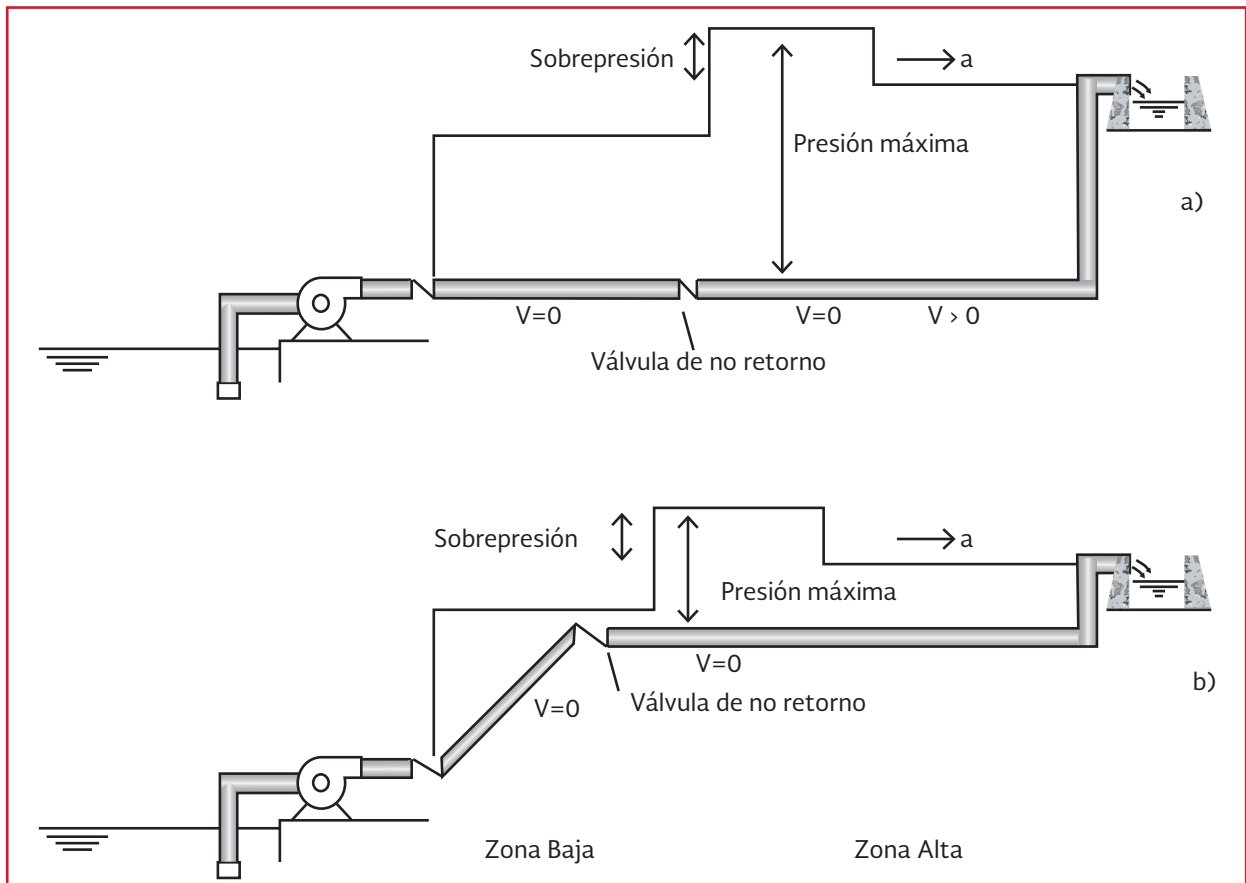 Sobrepresión
a
Presión máxima
a)
V=0
V=0
V › 0
Válvula de no retorno
Sobrepresión
a
Presión máxima
V=0
V=0
Válvula de no retorno
b)
Zona Baja
Zona Alta